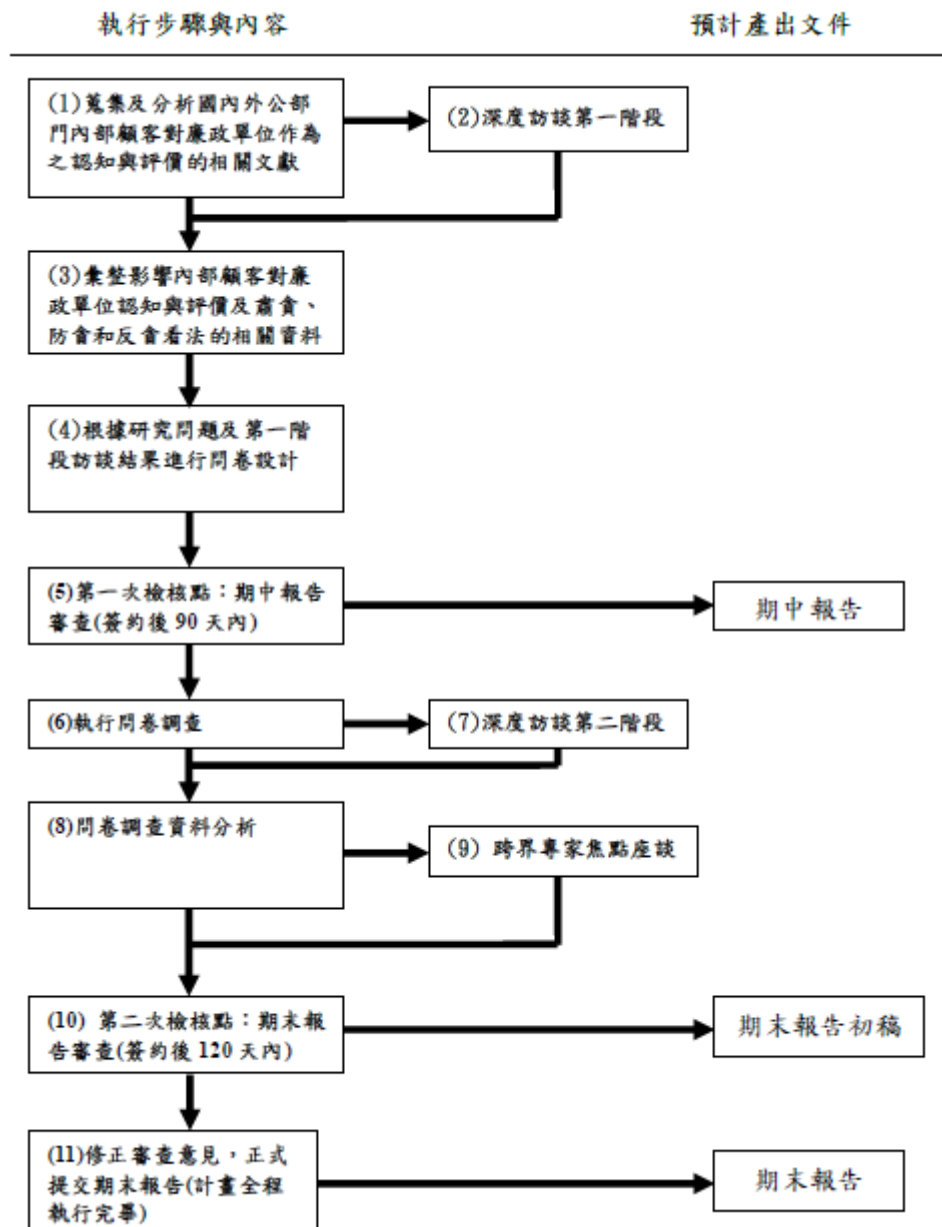 執行步驟與內容
預計產出文件
(1)蒐集及分析國內外公部
門內部顧客對廉政單位作為
之認知與評價的相關文獻
(2)深度訪談第一階段
(3)彙整影響內部顧客對廉
政單位認知與評價及肅貪、
防貪和反貪看法的相關資料
(4)根據研究問題及第一階
段訪談結果進行問卷設計
(5)第一次檢核點：期中報告
審查(簽約後 90 天內)
期中報告
(6)執行問卷調查
(7)深度訪談第二階段
(8)問卷調查資料分析
(9) 跨界專家焦點座談
(10) 第二次檢核點：期末報
告審查(簽約後 120 天內)
期末報告初稿
(11)修正審查意見，正式
提交期末報告(計畫全程
執行完畢)
期末報告